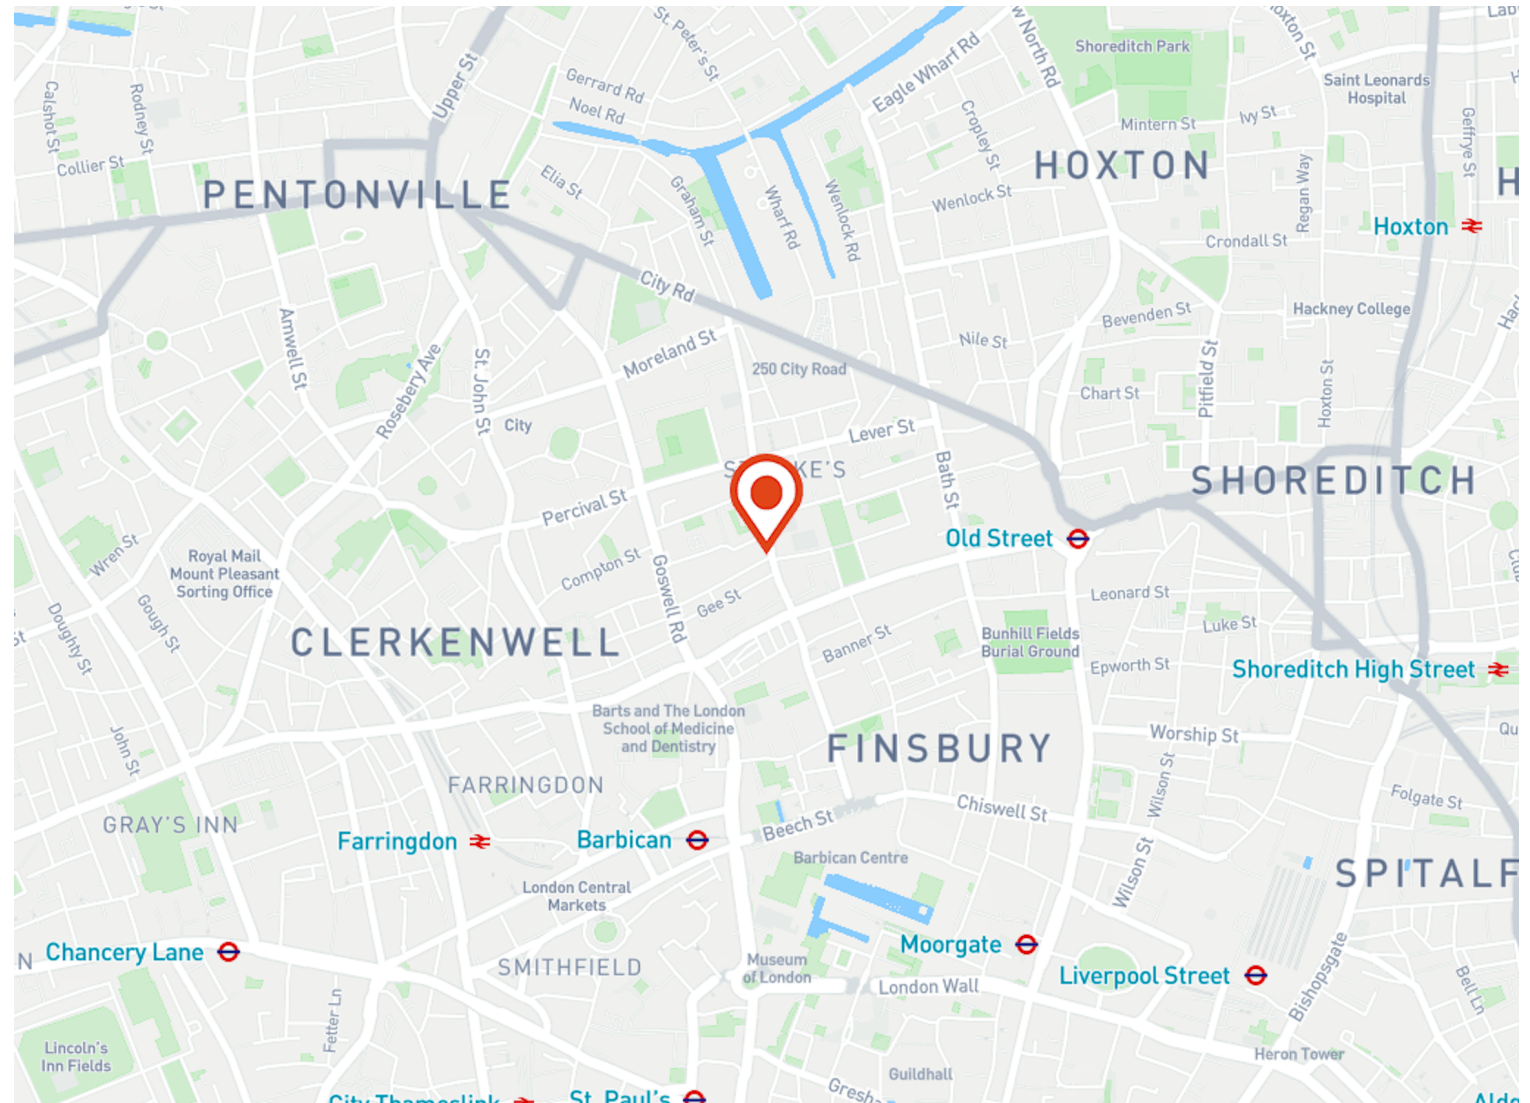 St. Peter's St
w North Rd
oxton St
Lab
Shoreditch Park
Upper St
Eagle Wharf Rd
Gerrard Rd
Noel Rd
Calshot St
Rodney St
Saint Leonards
Hospital
Cropley St
Mintern St
Ivy St
Geffrye St
Collier St
Elia St
HOXTON
PENTONVILLE
Graham St
Wharf Rd
Wenlock Rd
Wenlock St
Regan Way
H
Hoxton
Crondall St
City Rd
Amwell St
Bevenden St
Hackney College
Hac
Moreland St
Nile St
250 City Road
Rosebery Ave
St. John St
Pitfield St
Hoxton St
Chart St
City
Lever St
Bath St
SHOREDITCH
Percival St
Old Street
Wren St
Royal Mail
Mount Pleasant
Sorting Office
Compton St
Goswell Rd
Gee St
Leonard St
Luke St
Doughty St
Gough St
st
CLERKENWELL
Banner St
Bunhill Fields
Burial Ground
Epworth St
Shoreditch High Street
Barts and The London
School of Medicine
and Dentistry
John St
FINSBURY
Worship St
Qu
Wilson St
FARRINGDON
Folgate St
GRAY'S INN
Chiswell St
Beech St
Farringdon
Barbican
Barbican Centre
Wilson St
SPITALF
London Central
Markets
Moorgate
N
Chancery Lane
SMITHFIELD
Museum
of London
Liverpool Street
London Wall
Bishopsgate
Bell Ln
Fetter Ln
Lincoln's
Inn Fields
Heron Tower
Guildhall
Gresh
City Thameslink
St. Paul's
Aldg